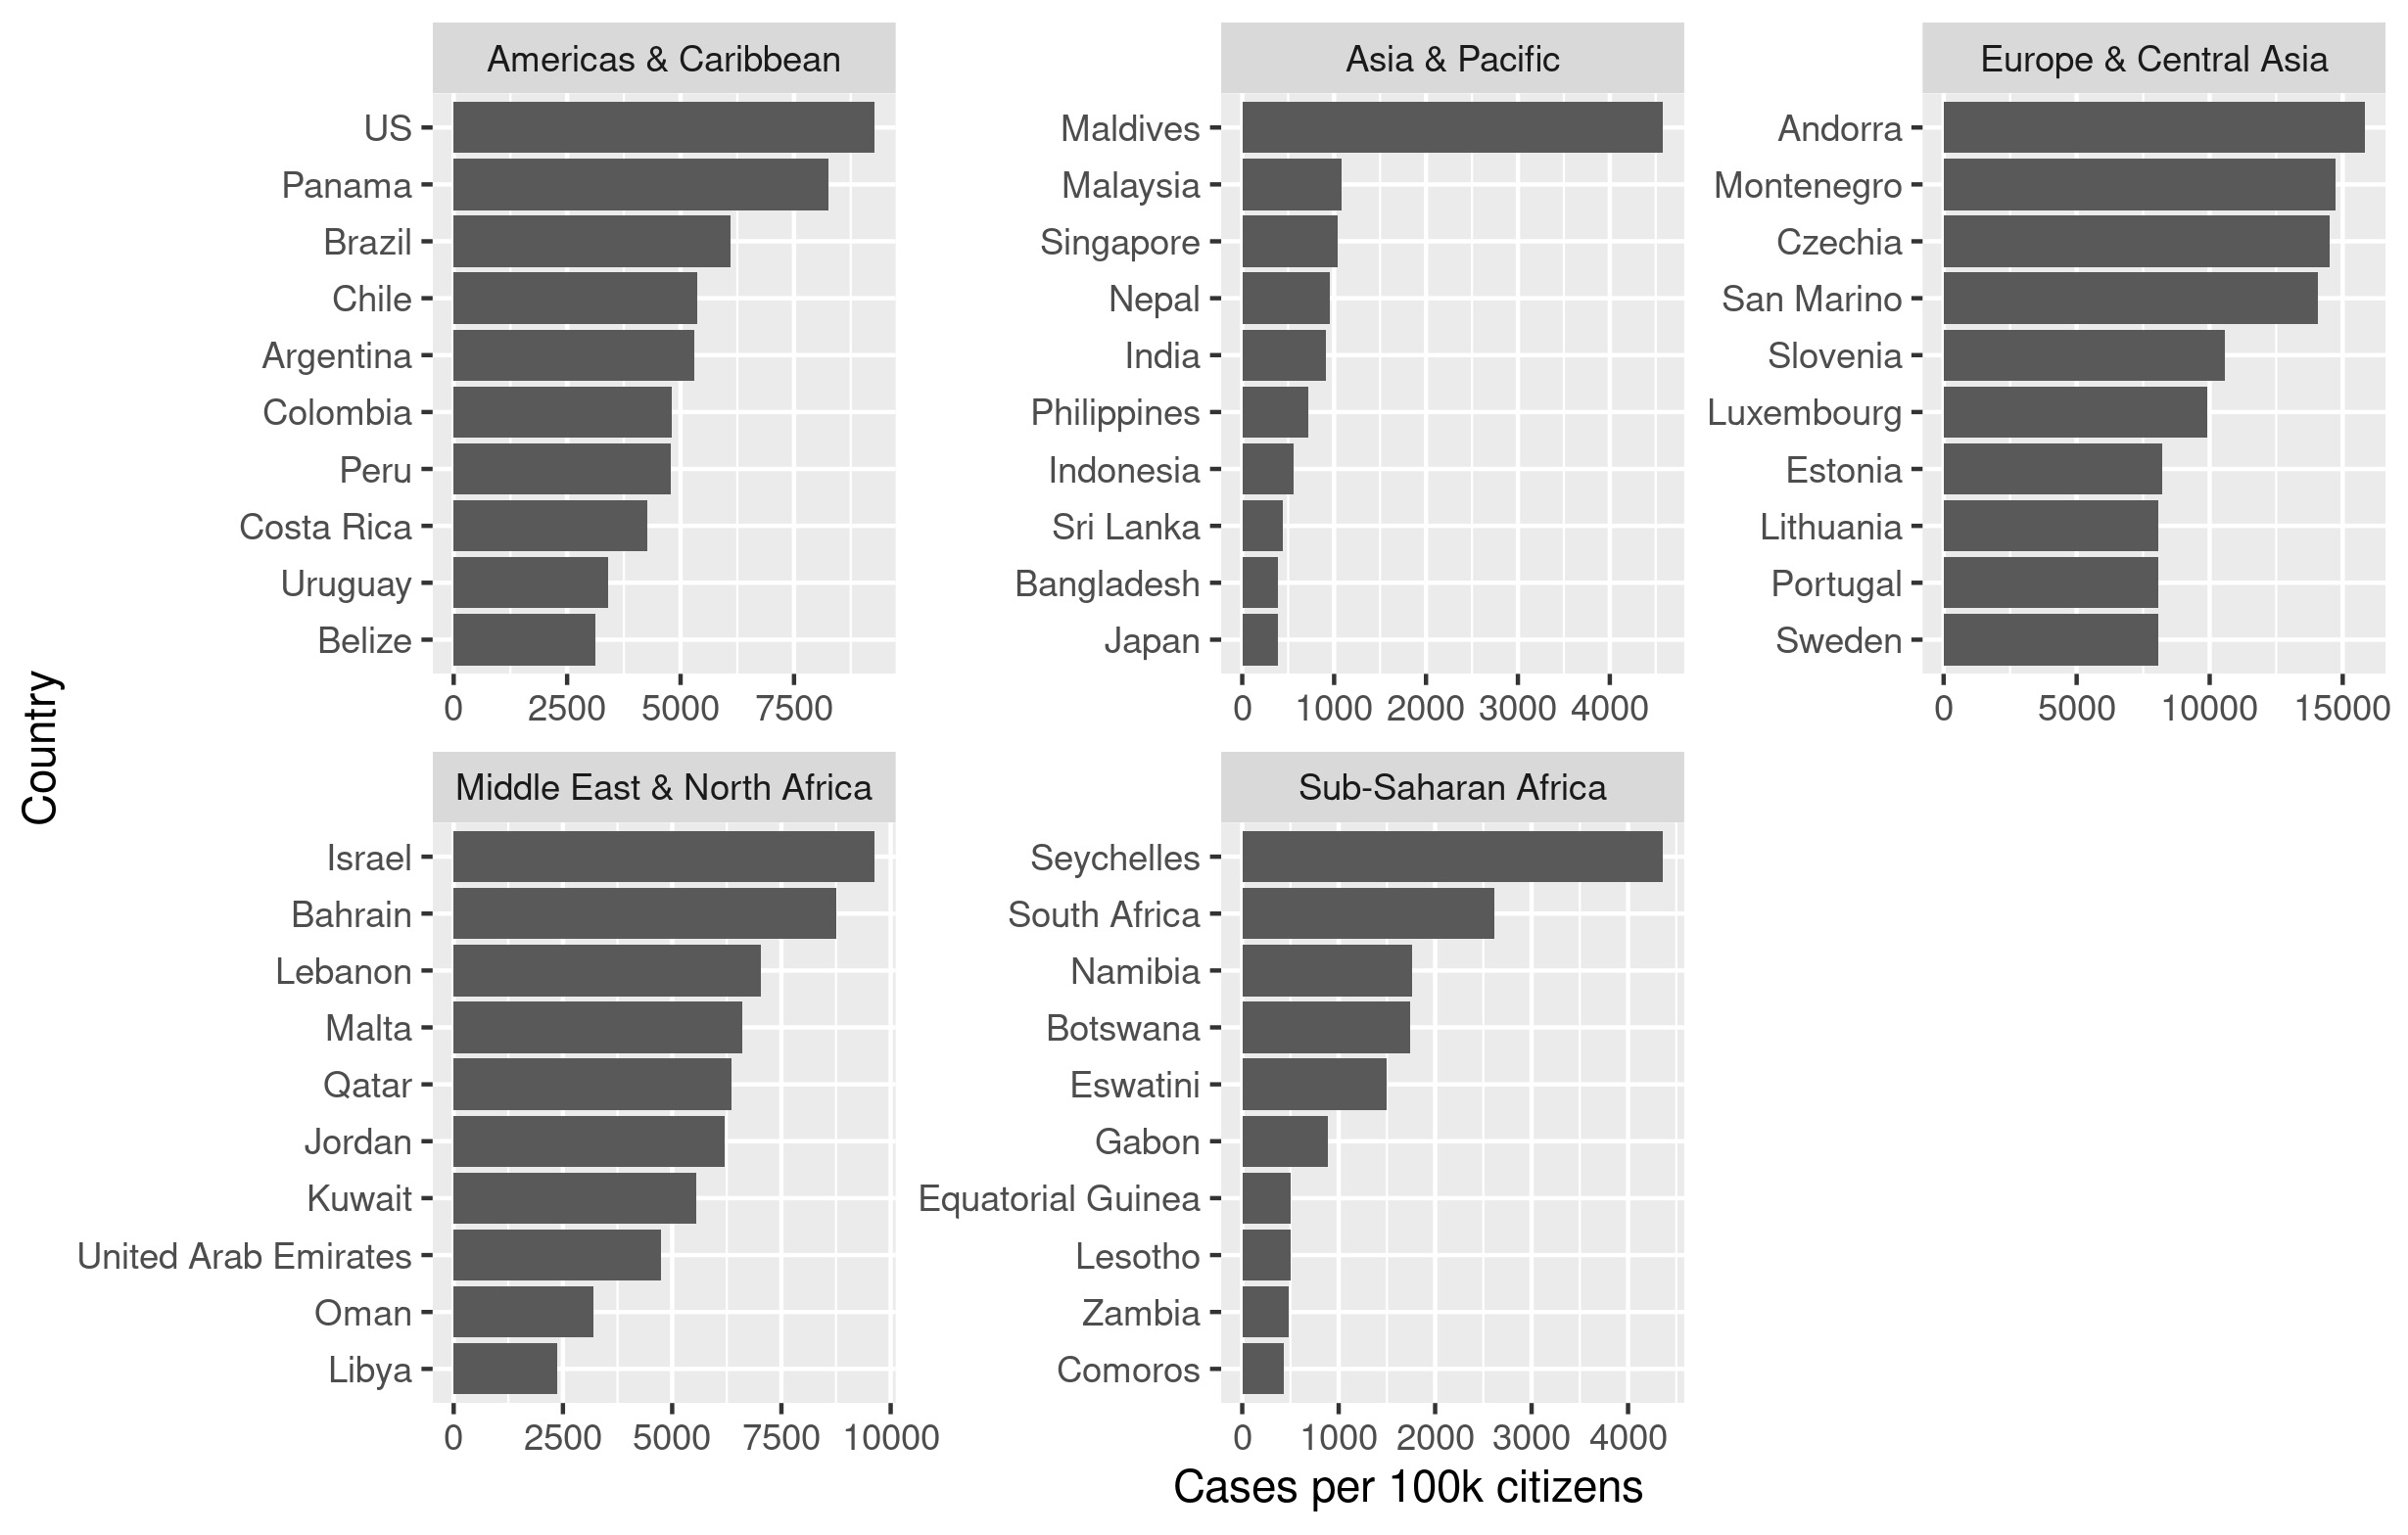 Americas & Caribbean
US
Panama
Brazil
Chile
Argentina
Colombia
Peru
Costa Rica
Uruguay
Belize
0 2500 5000 7500
Asia & Pacific
Maldives
Malaysia
Singapore
Nepal
India
Philippines
Indonesia
Sri Lanka
Bangladesh
Japan
0 1000 2000 3000 4000
Europe & Central Asia
Andorra
Montenegro
Czechia
San Marino
Slovenia
Luxembourg
Estonia
Lithuania
Portugal
Sweden
0 5000 10000 15000
Country
Middle East & North Africa
Israel
Bahrain
Lebanon
Malta
Qatar
Jordan
Kuwait
United Arab Emirates
Oman
Libya
0 2500 5000 7500 10000
Sub-Saharan Africa
Seychelles
South Africa
Namibia
Botswana
Eswatini
Gabon
Equatorial Guinea
Lesotho
Zambia
Comoros
0 1000 2000 3000 4000
Cases per 100k citizens